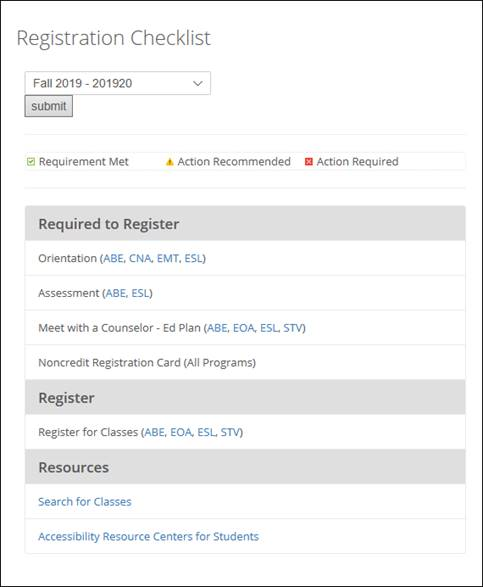 Registration Checklist
Fall 2019 - 201920
submit
Requirement Met Action Recommended Action Required
Required to Register
Orientation (ABE, CNA, EMT, ESL)
Assessment (ABE, ESL)
Meet with a Counselor - Ed Plan (ABE, EOA, ESL, STV)
Noncredit Registration Card (All Programs)
Register
Register for Classes (ABE, EOA, ESL, STV)
Resources
Search for Classes
Accessibility Resource Centers for Students